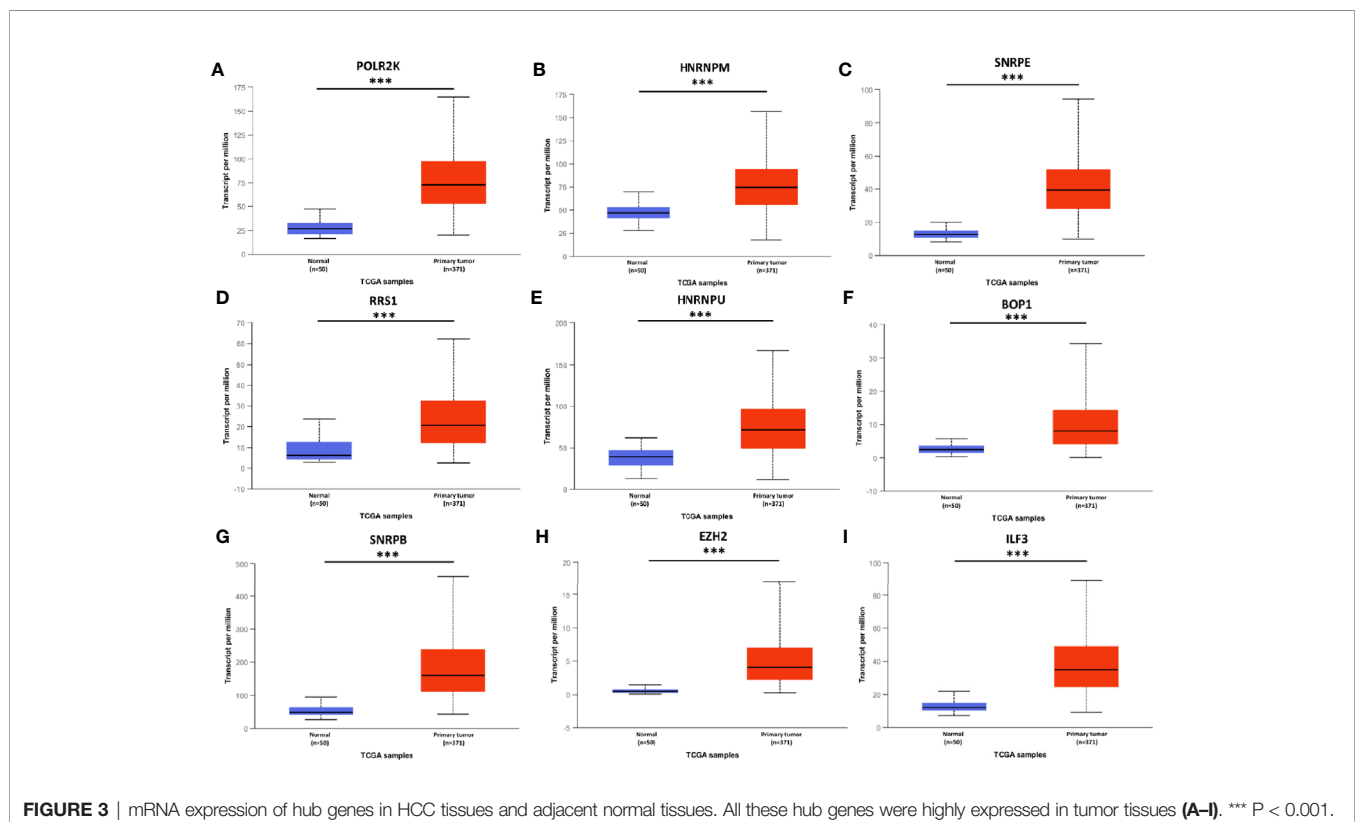 A
POLR2K
***
Transcript per million
175
150
125
100
75
50
25
0
Normal
(n=50)
Primary tumor
(n=371)
TCGA samples
B
HNRNPM
***
Transcript per million
175
150
125
100
75
50
25
0
Normal
(n=50)
Primary tumor
(n=371)
TCGA samples
C
SNRPE
***
Transcript per million
100
80
60
40
20
0
Normal
(n=50)
Primary tumor
(n=371)
TCGA samples
D
RRS1
***
Transcript per million
70
60
50
40
30
20
10
0
-10
Normal
(n=50)
Primary tumor
(n=371)
TCGA samples
E
HNRNPU
***
Transcript per million
200
150
100
50
0
Normal
(n=50)
Primary tumor
(n=371)
TCGA samples
F
BOP1
***
Transcript per million
40
30
20
10
0
-10
Normal
(n=50)
Primary tumor
(n=371)
TCGA samples
G
SNRPB
***
Transcript per million
500
400
300
200
100
0
Normal
(n=50)
Primary tumor
(n=371)
TCGA samples
H
EZH2
***
Transcript per million
20
15
10
5
0
-5
Normal
(n=50)
Primary tumor
(n=371)
TCGA samples
I
ILF3
***
Transcript per million
100
80
60
40
20
0
Normal
(n=50)
Primary tumor
(n=371)
TCGA samples
FIGURE 3 | mRNA expression of hub genes in HCC tissues and adjacent normal tissues. All these hub genes were highly expressed in tumor tissues (A–I). *** P < 0.001.